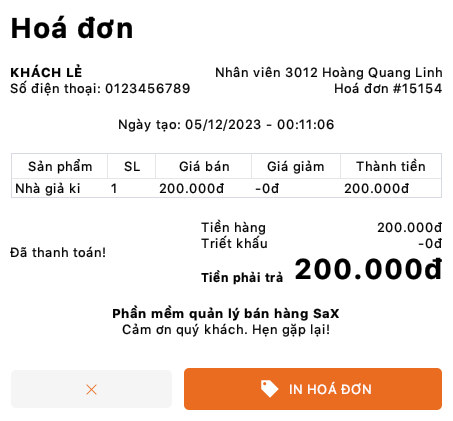 Hoá đơn
KHÁCH LẺ
Số điện thoại: 0123456789
Nhân viên 3012 Hoàng Quang Linh
Hoá đơn #15154
Ngày tạo: 05/12/2023 - 00:11:06
Sản phẩm SL Giá bán Giá giảm Thành tiền
Nhà giả ki 1 200.000đ -0đ 200.000đ
Đã thanh toán!
Tiền hàng 200.000đ
Triết khấu -0đ
Tiền phải trả 200.000đ
Phần mềm quản lý bán hàng SaX
Cảm ơn quý khách. Hẹn gặp lại!
IN HOÁ ĐƠN